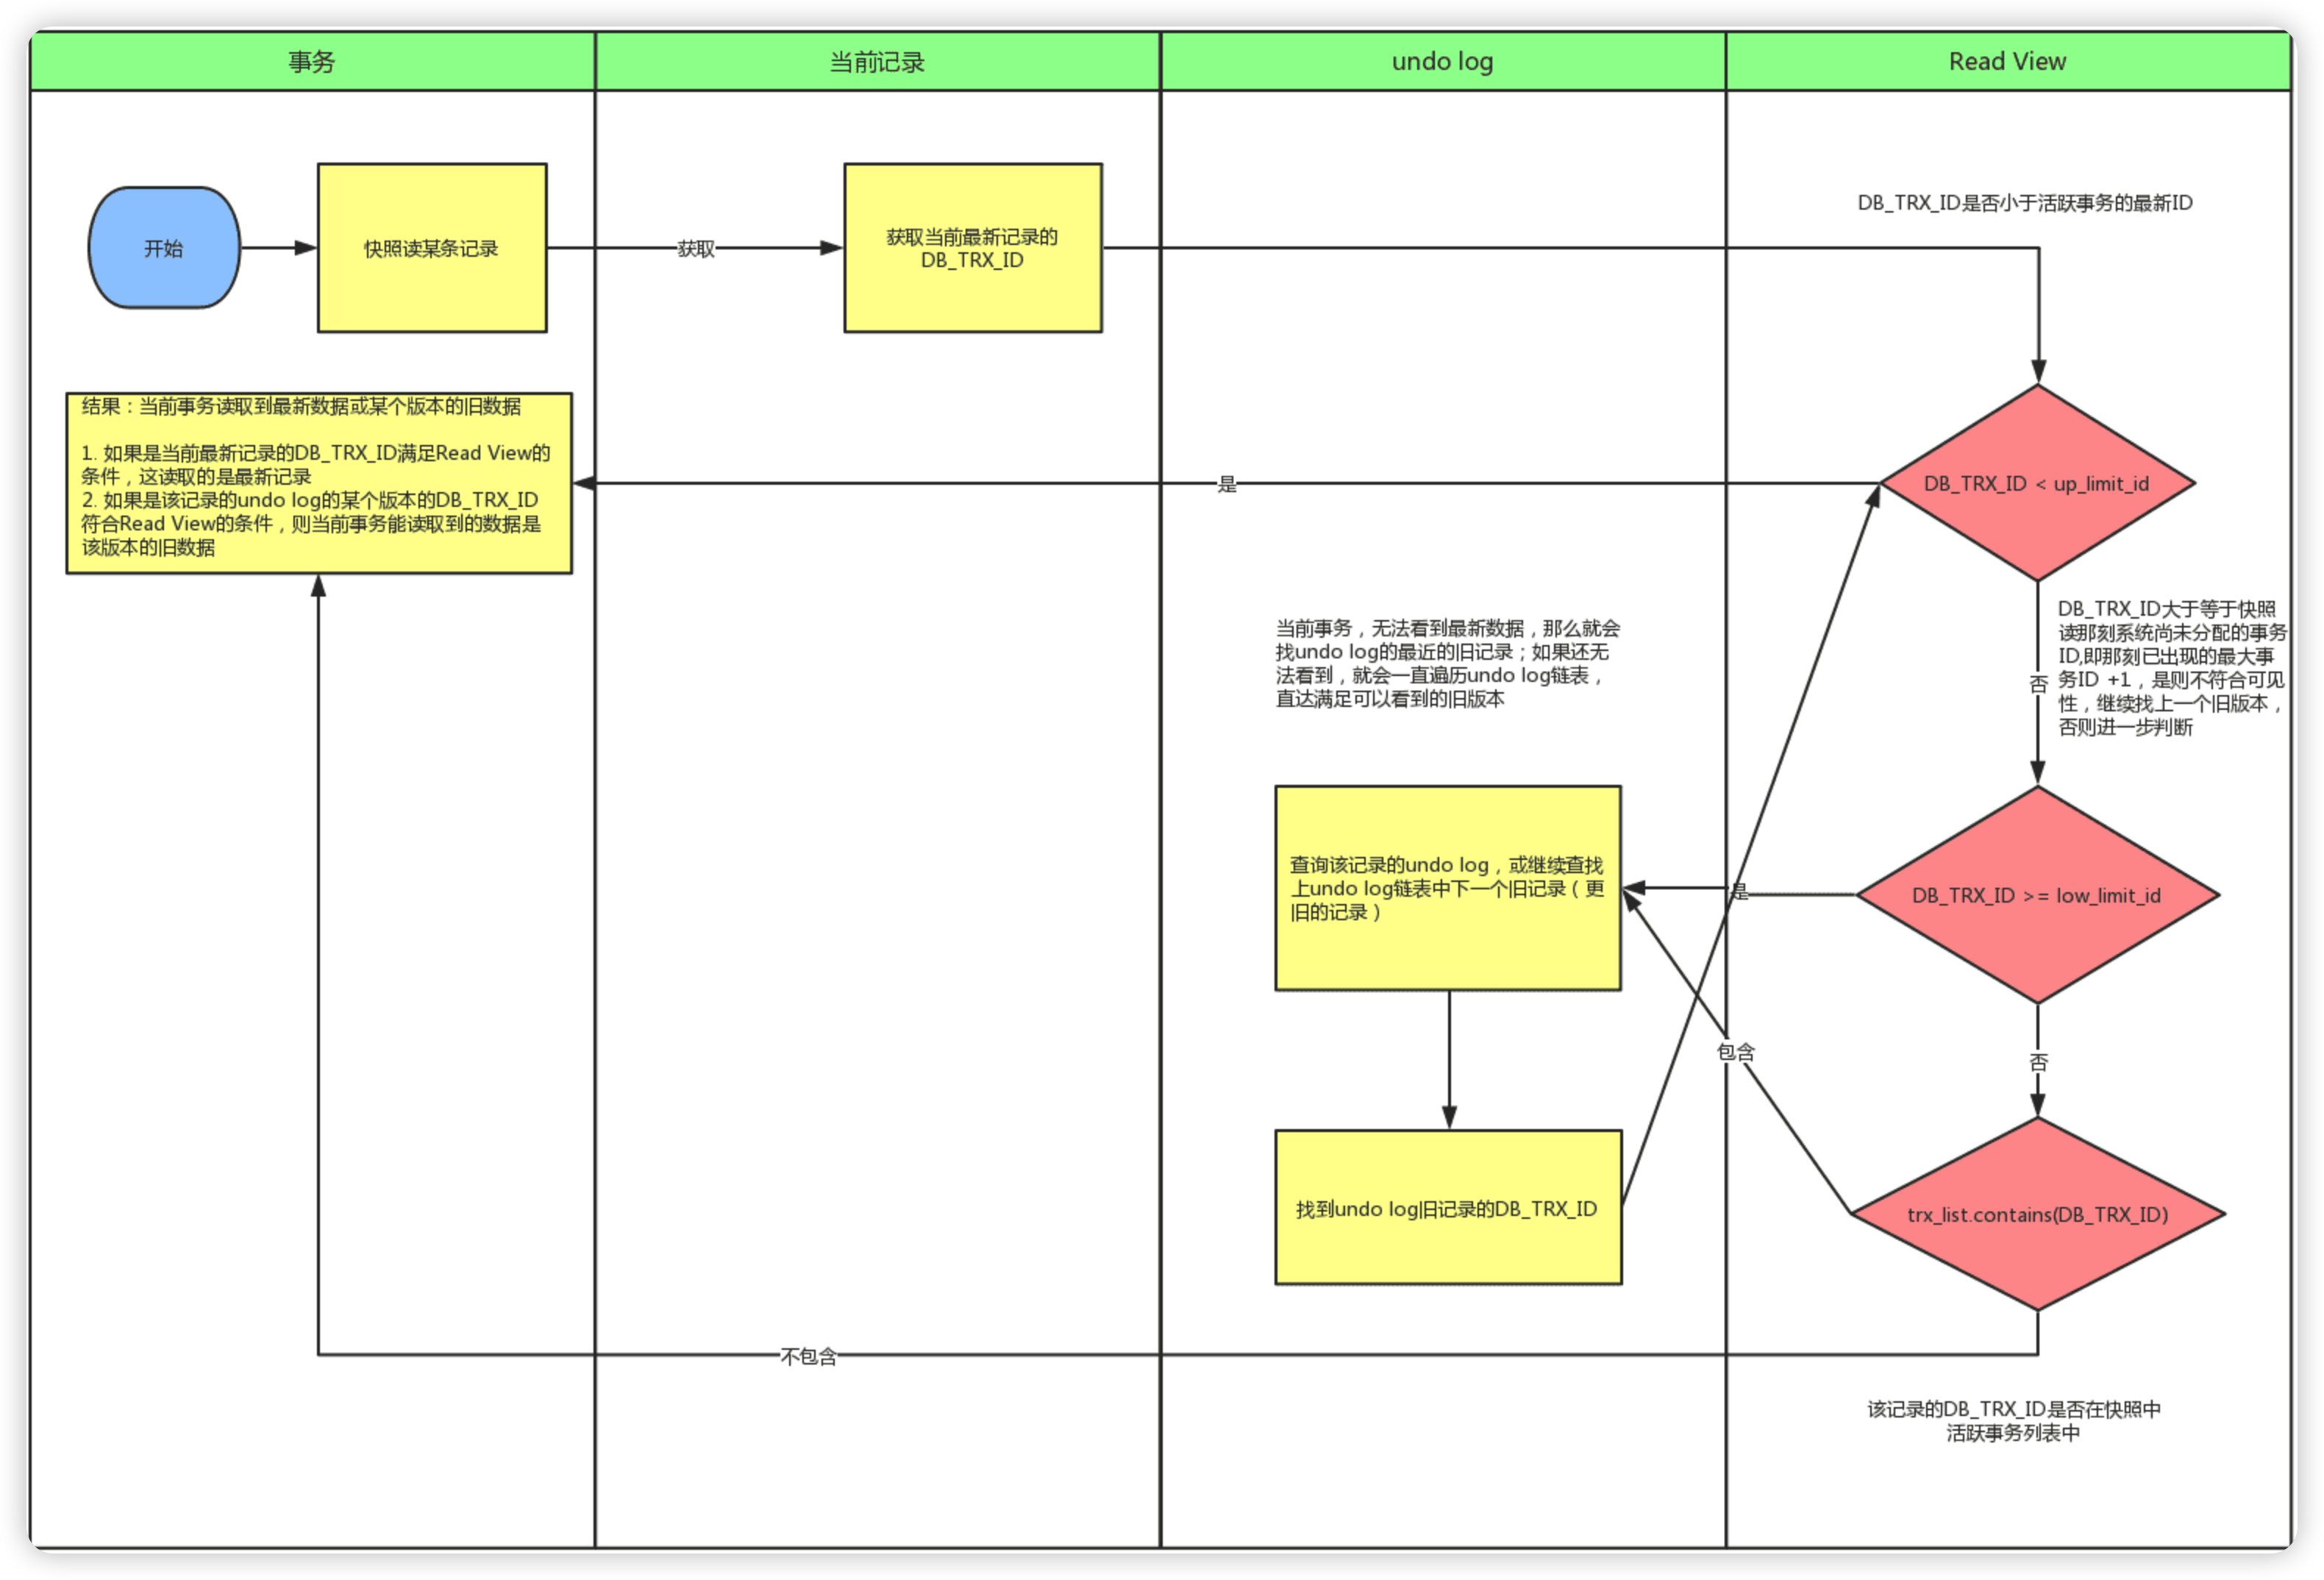 事务
当前记录
undo log
Read View
开始
快照读某条记录
获取
获取当前最新记录的
DB_TRX_ID
DB_TRX_ID是否小于活跃事务的最新ID
结果：当前事务读取到最新数据或某个版本的旧数据
1. 如果是当前最新记录的DB_TRX_ID满足Read View的
条件，这读取的是最新记录
2. 如果是该记录的undo log的某个版本的DB_TRX_ID
符合Read View的条件，则当前事务能读取到的数据是
该版本的旧数据
是
DB_TRX_ID < up_limit_id
当前事务，无法看到最新数据，那么就会
找undo log的最近的旧记录；如果还无
法看到，就会一直遍历undo log链表，
直达满足可以看到的旧版本
否
DB_TRX_ID大于等于快照
读那刻系统尚未分配的事务
ID,即那刻已出现的最大事
务ID +1，是则不符合可见
性，继续找上一个旧版本，
否则进一步判断
查询该记录的undo log，或继续查找
上undo log链表中下一个旧记录（更
旧的记录）
是
DB_TRX_ID >= low_limit_id
包含
否
找到undo log旧记录的DB_TRX_ID
trx_list.contains(DB_TRX_ID)
不包含
该记录的DB_TRX_ID是否在快照中
活跃事务列表中